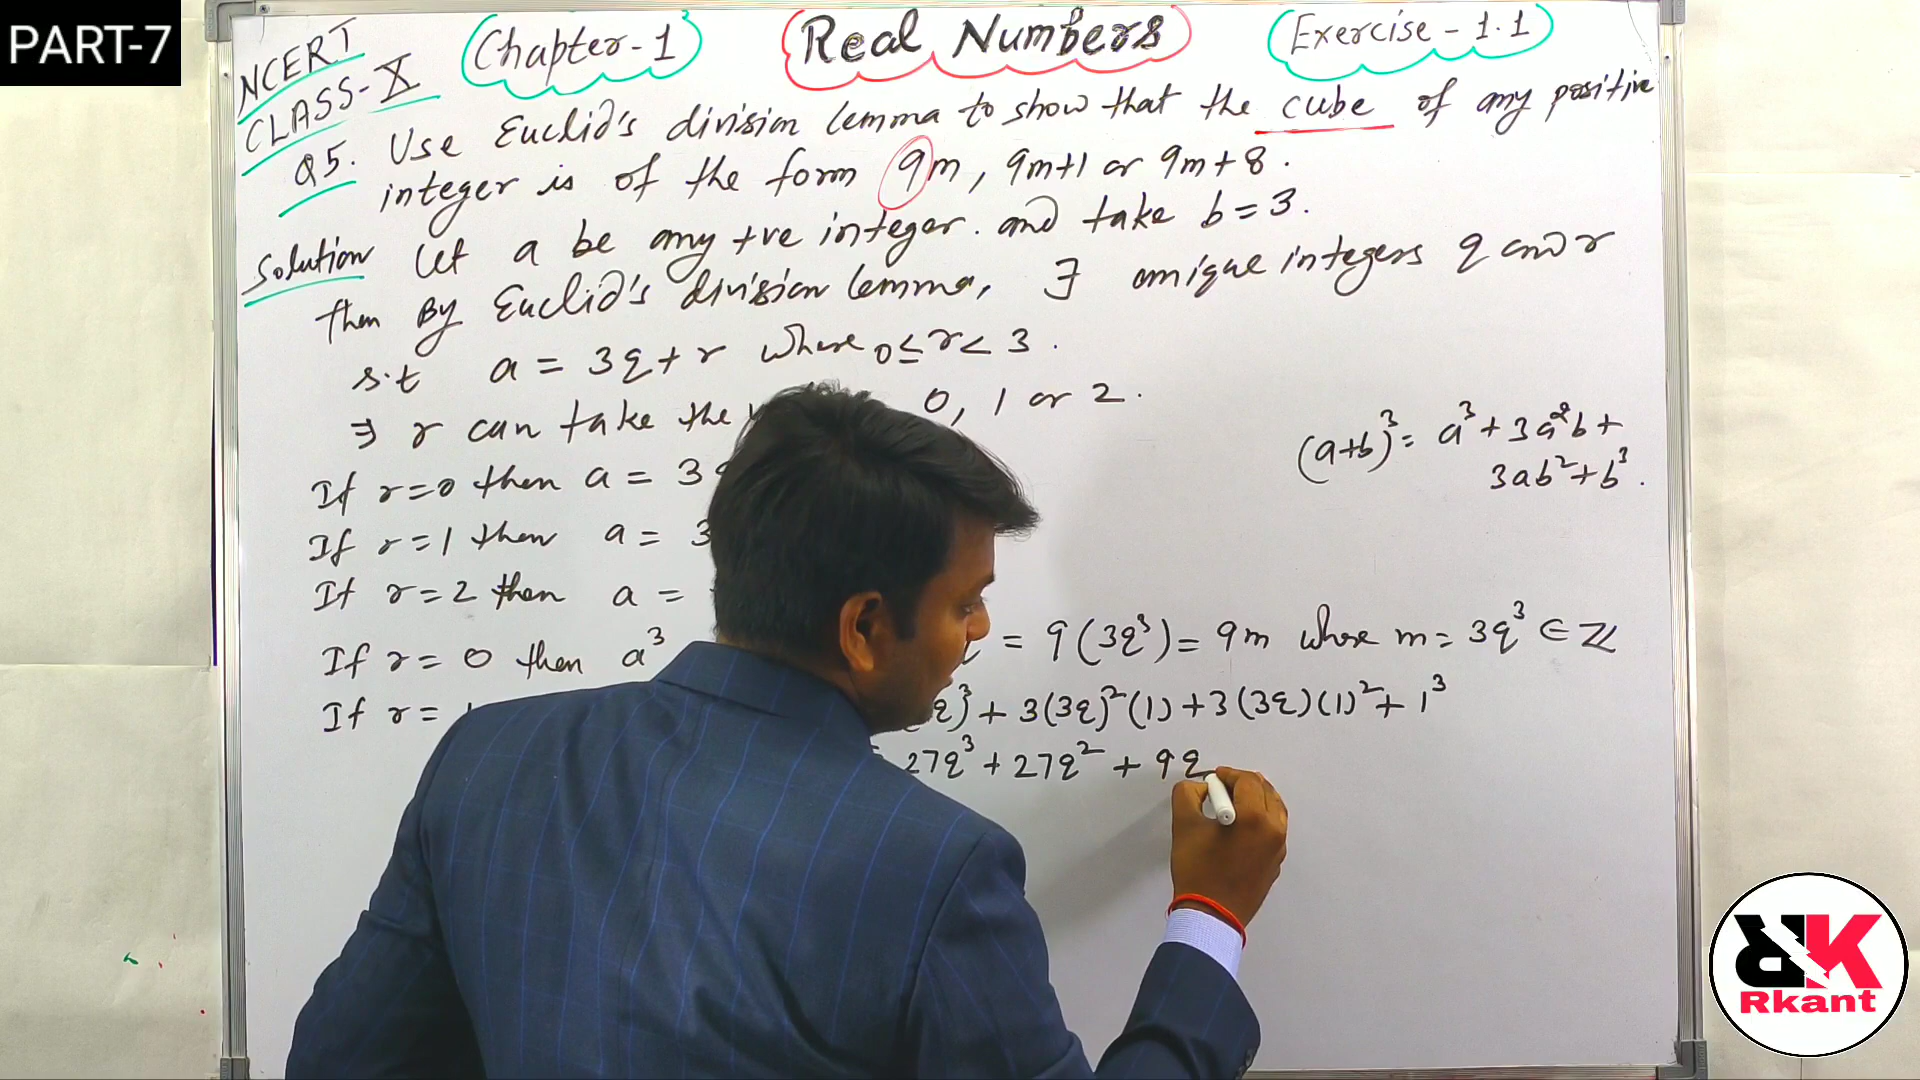 PART-7
NCERT
CLASS-X
Chapter-1
Real Numbers
Exercise-1.1
Q5. Use Euclid's division lemma to show that the cube of any positive
integer is of the form 9m, 9m+1 or 9m+8.
Solution Let a be any +ve integer. and take b=3.
then By Euclid's division lemma, ∃ unique integers q and r
s.t a = 3q+r where 0≤r<3.
⇒ r can take the 0, 1 or 2.
If r=0 then a = 3
If r=1 then a = 3
If r=2 then a =
If r=0 then a³ = 9(3q³) = 9m where m = 3q³ ∈ Z
If r= q)³ + 3(3q)²(1) + 3(3q)(1)² + 1³
27q³ + 27q² + 9q
(a+b)³ = a³ + 3a²b +
3ab² + b³.
RK
Rkant